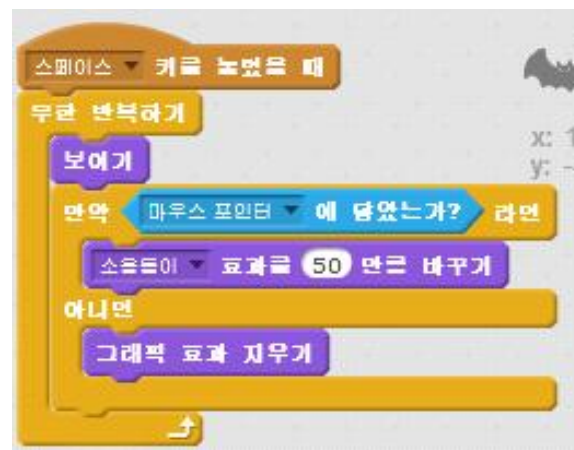 스페이스 키를 눌렀을 때
무한 반복하기
보이기
만약 마우스 포인터 에 닿았는가? 라면
소용돌이 효과를 50 만큼 바꾸기
아니면
그래픽 효과 지우기
x: 1
y: -